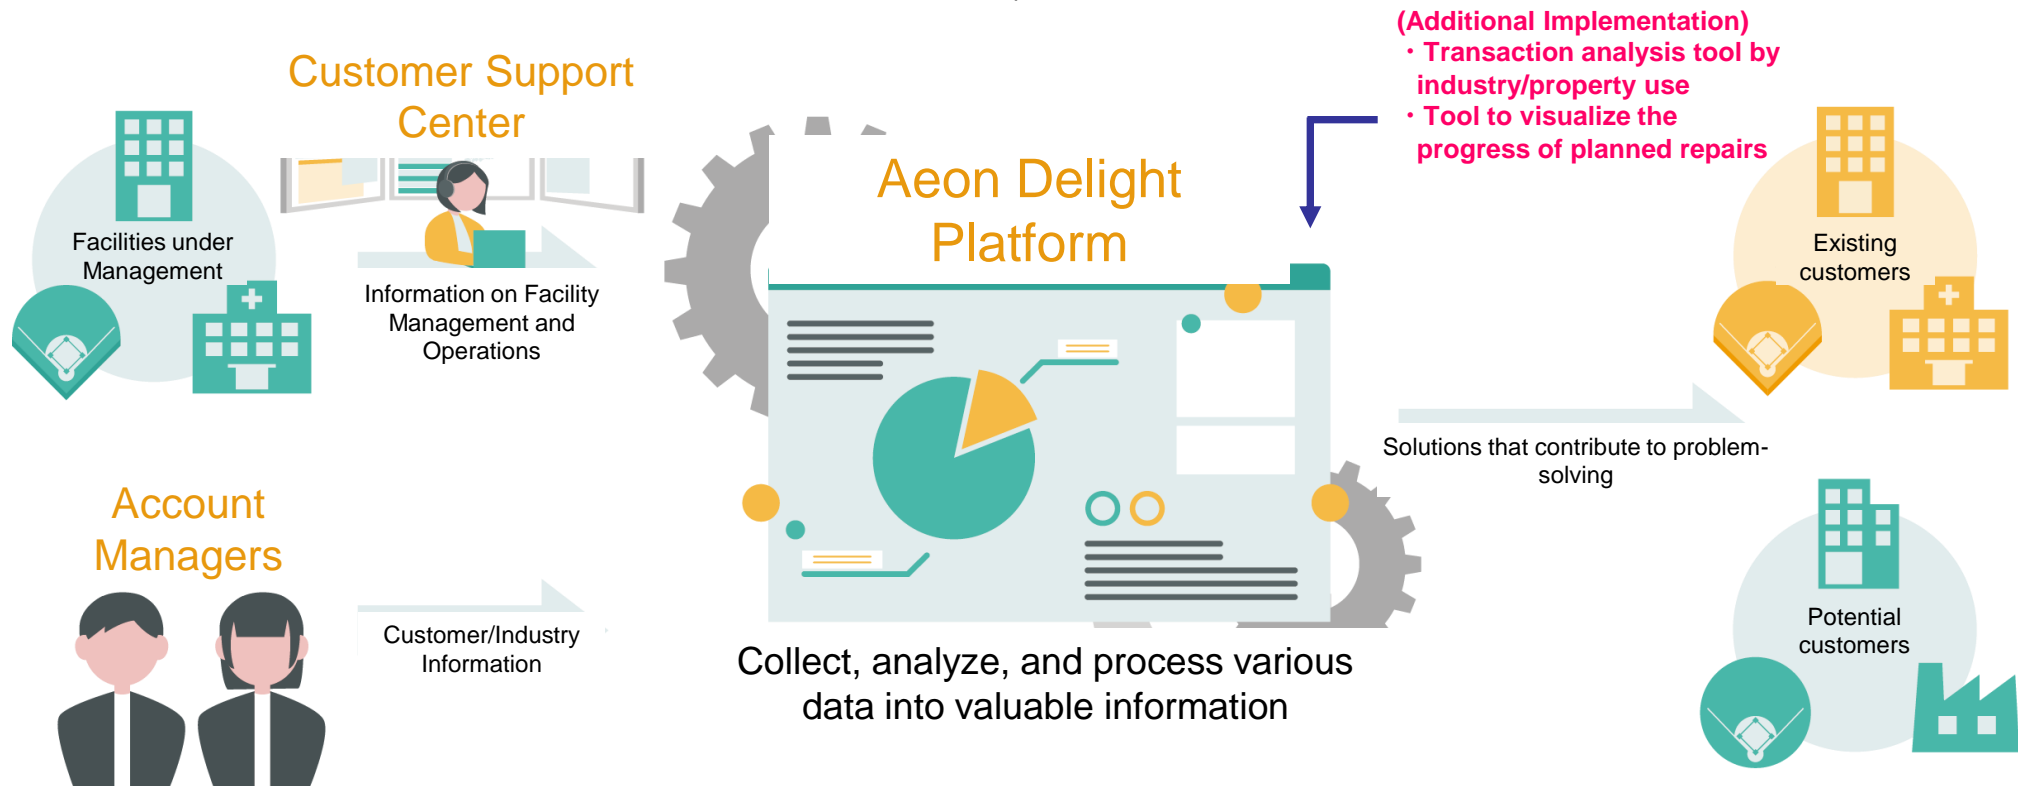 (Additional Implementation)
・Transaction analysis tool by
industry/property use
・Tool to visualize the
progress of planned repairs
Customer Support
Center
Aeon Delight
Platform
Facilities under
Management
Information on Facility
Management and
Operations
Existing
customers
Solutions that contribute to problem-
solving
Account
Managers
Customer/Industry
Information
Potential
customers
Collect, analyze, and process various
data into valuable information